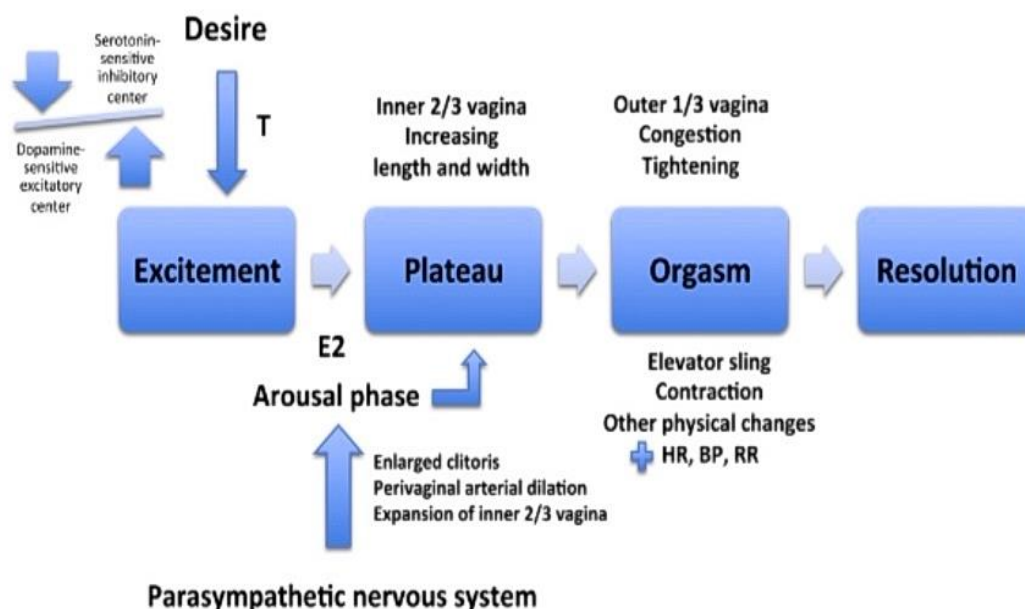 Desire
Serotonin-
sensitive
inhibitory
center
T
Dopamine-
sensitive
excitatory
center
Inner 2/3 vagina
Increasing
length and width
Outer 1/3 vagina
Congestion
Tightening
Excitement
Plateau
Orgasm
Resolution
E2
Arousal phase
Elevator sling
Contraction
Other physical changes
HR, BP, RR
Enlarged clitoris
Perivaginal arterial dilation
Expansion of inner 2/3 vagina
Parasympathetic nervous system